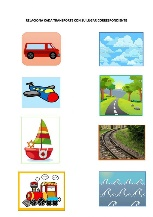 RELACIONA CADA TRANSPORTE CON SU LUGAR CORRESPONDIENTE